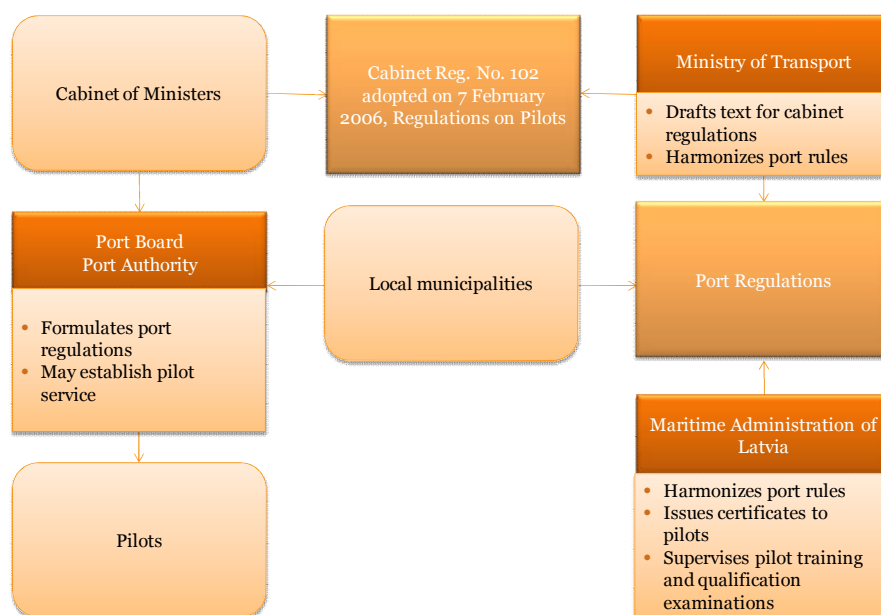 Cabinet of Ministers
Cabinet Reg. No. 102
adopted on 7 February
2006, Regulations on Pilots
Ministry of Transport
• Drafts text for cabinet
regulations
• Harmonizes port rules
Port Board
Port Authority
• Formulates port
regulations
• May establish pilot
service
Local municipalities
Port Regulations
Pilots
Maritime Administration of
Latvia
• Harmonizes port rules
• Issues certificates to
pilots
• Supervises pilot training
and qualification
examinations